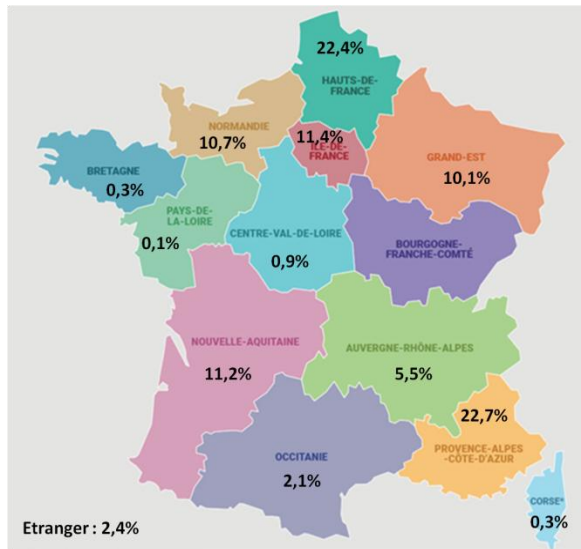 22,4%
HAUTS-DE-
FRANCE
NORMANDIE
10,7%
11,4%
ÎLE-DE-
FRANCE
GRAND-EST
10,1%
BRETAGNE
0,3%
PAYS-DE-
LA-LOIRE
0,1%
CENTRE-VAL-DE-LOIRE
0,9%
BOURGOGNE-
FRANCHE-COMTÉ
NOUVELLE-AQUITAINE
11,2%
AUVERGNE-RHÔNE-ALPES
5,5%
22,7%
PROVENCE-ALPES
-CÔTE-D'AZUR
OCCITANIE
2,1%
CORSE*
0,3%
Etranger : 2,4%